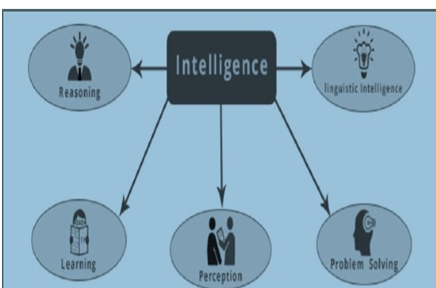 Intelligence
Reasoning
linguistic Intelligence
Learning
Perception
Problem Solving